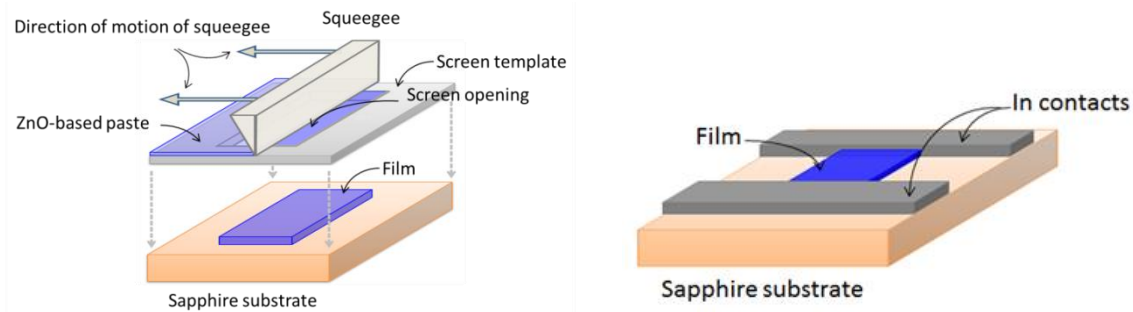 Squeegee
Direction of motion of squeegee
Screen template
Screen opening
ZnO-based paste
Film
Sapphire substrate
In contacts
Film
Sapphire substrate